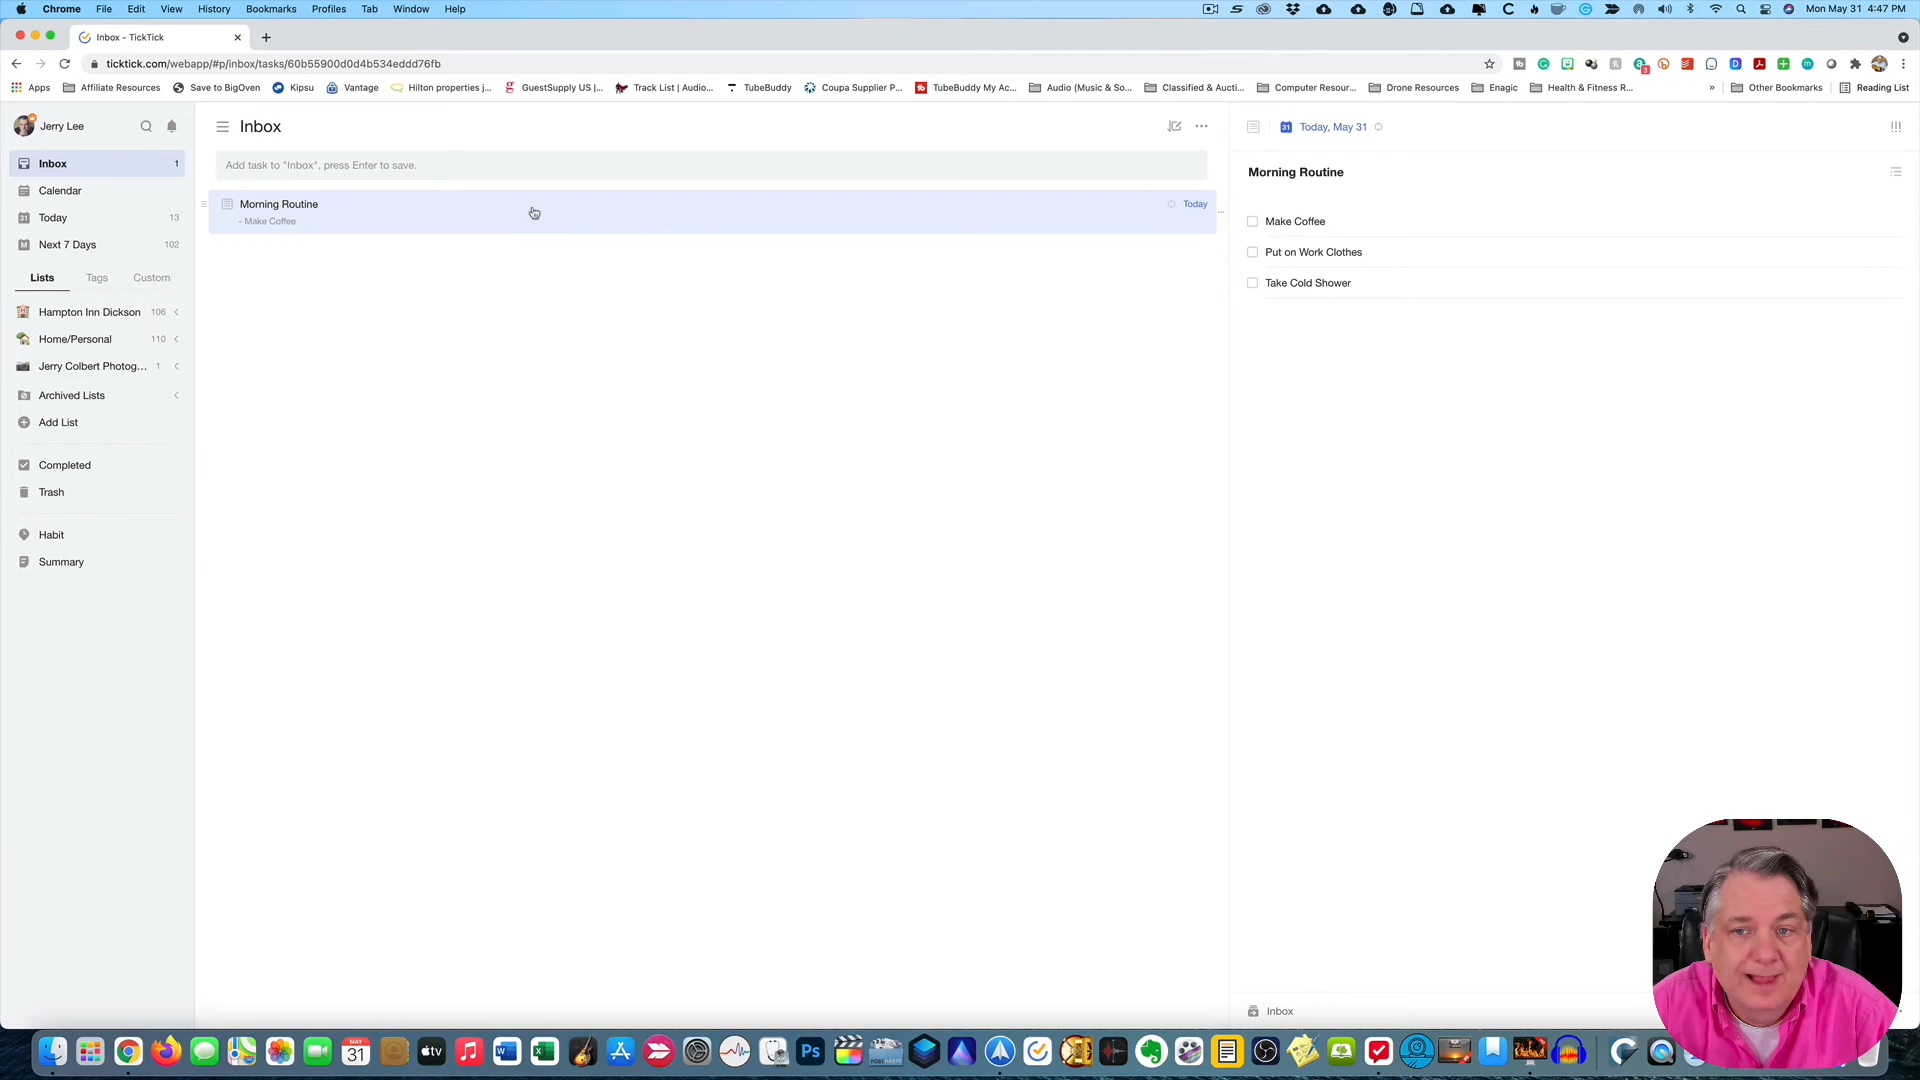 Chrome File Edit View History Bookmarks Profiles Tab Window Help Mon May 31 4:47 PM
Inbox - TickTick
ticktick.com/webapp/#p/inbox/tasks/60b55900d0d4b534eddd76fb
Apps Affiliate Resources Save to BigOven Kipsu Vantage Hilton properties j... GuestSupply US |... Track List | Audio... TubeBuddy Coupa Supplier P... TubeBuddy My Ac... Audio (Music & So... Classified & Aucti... Computer Resour... Drone Resources Enagic Health & Fitness R... » Other Bookmarks Reading List
Jerry Lee
Inbox 1
Calendar
Today 13
Next 7 Days 102
Lists Tags Custom
Hampton Inn Dickson 106
Home/Personal 110
Jerry Colbert Photog... 1
Archived Lists
Add List
Completed
Trash
Habit
Summary
Inbox
Add task to "Inbox", press Enter to save.
Morning Routine Today
- Make Coffee
Today, May 31
Morning Routine
Make Coffee
Put on Work Clothes
Take Cold Shower
Inbox
MAY
31